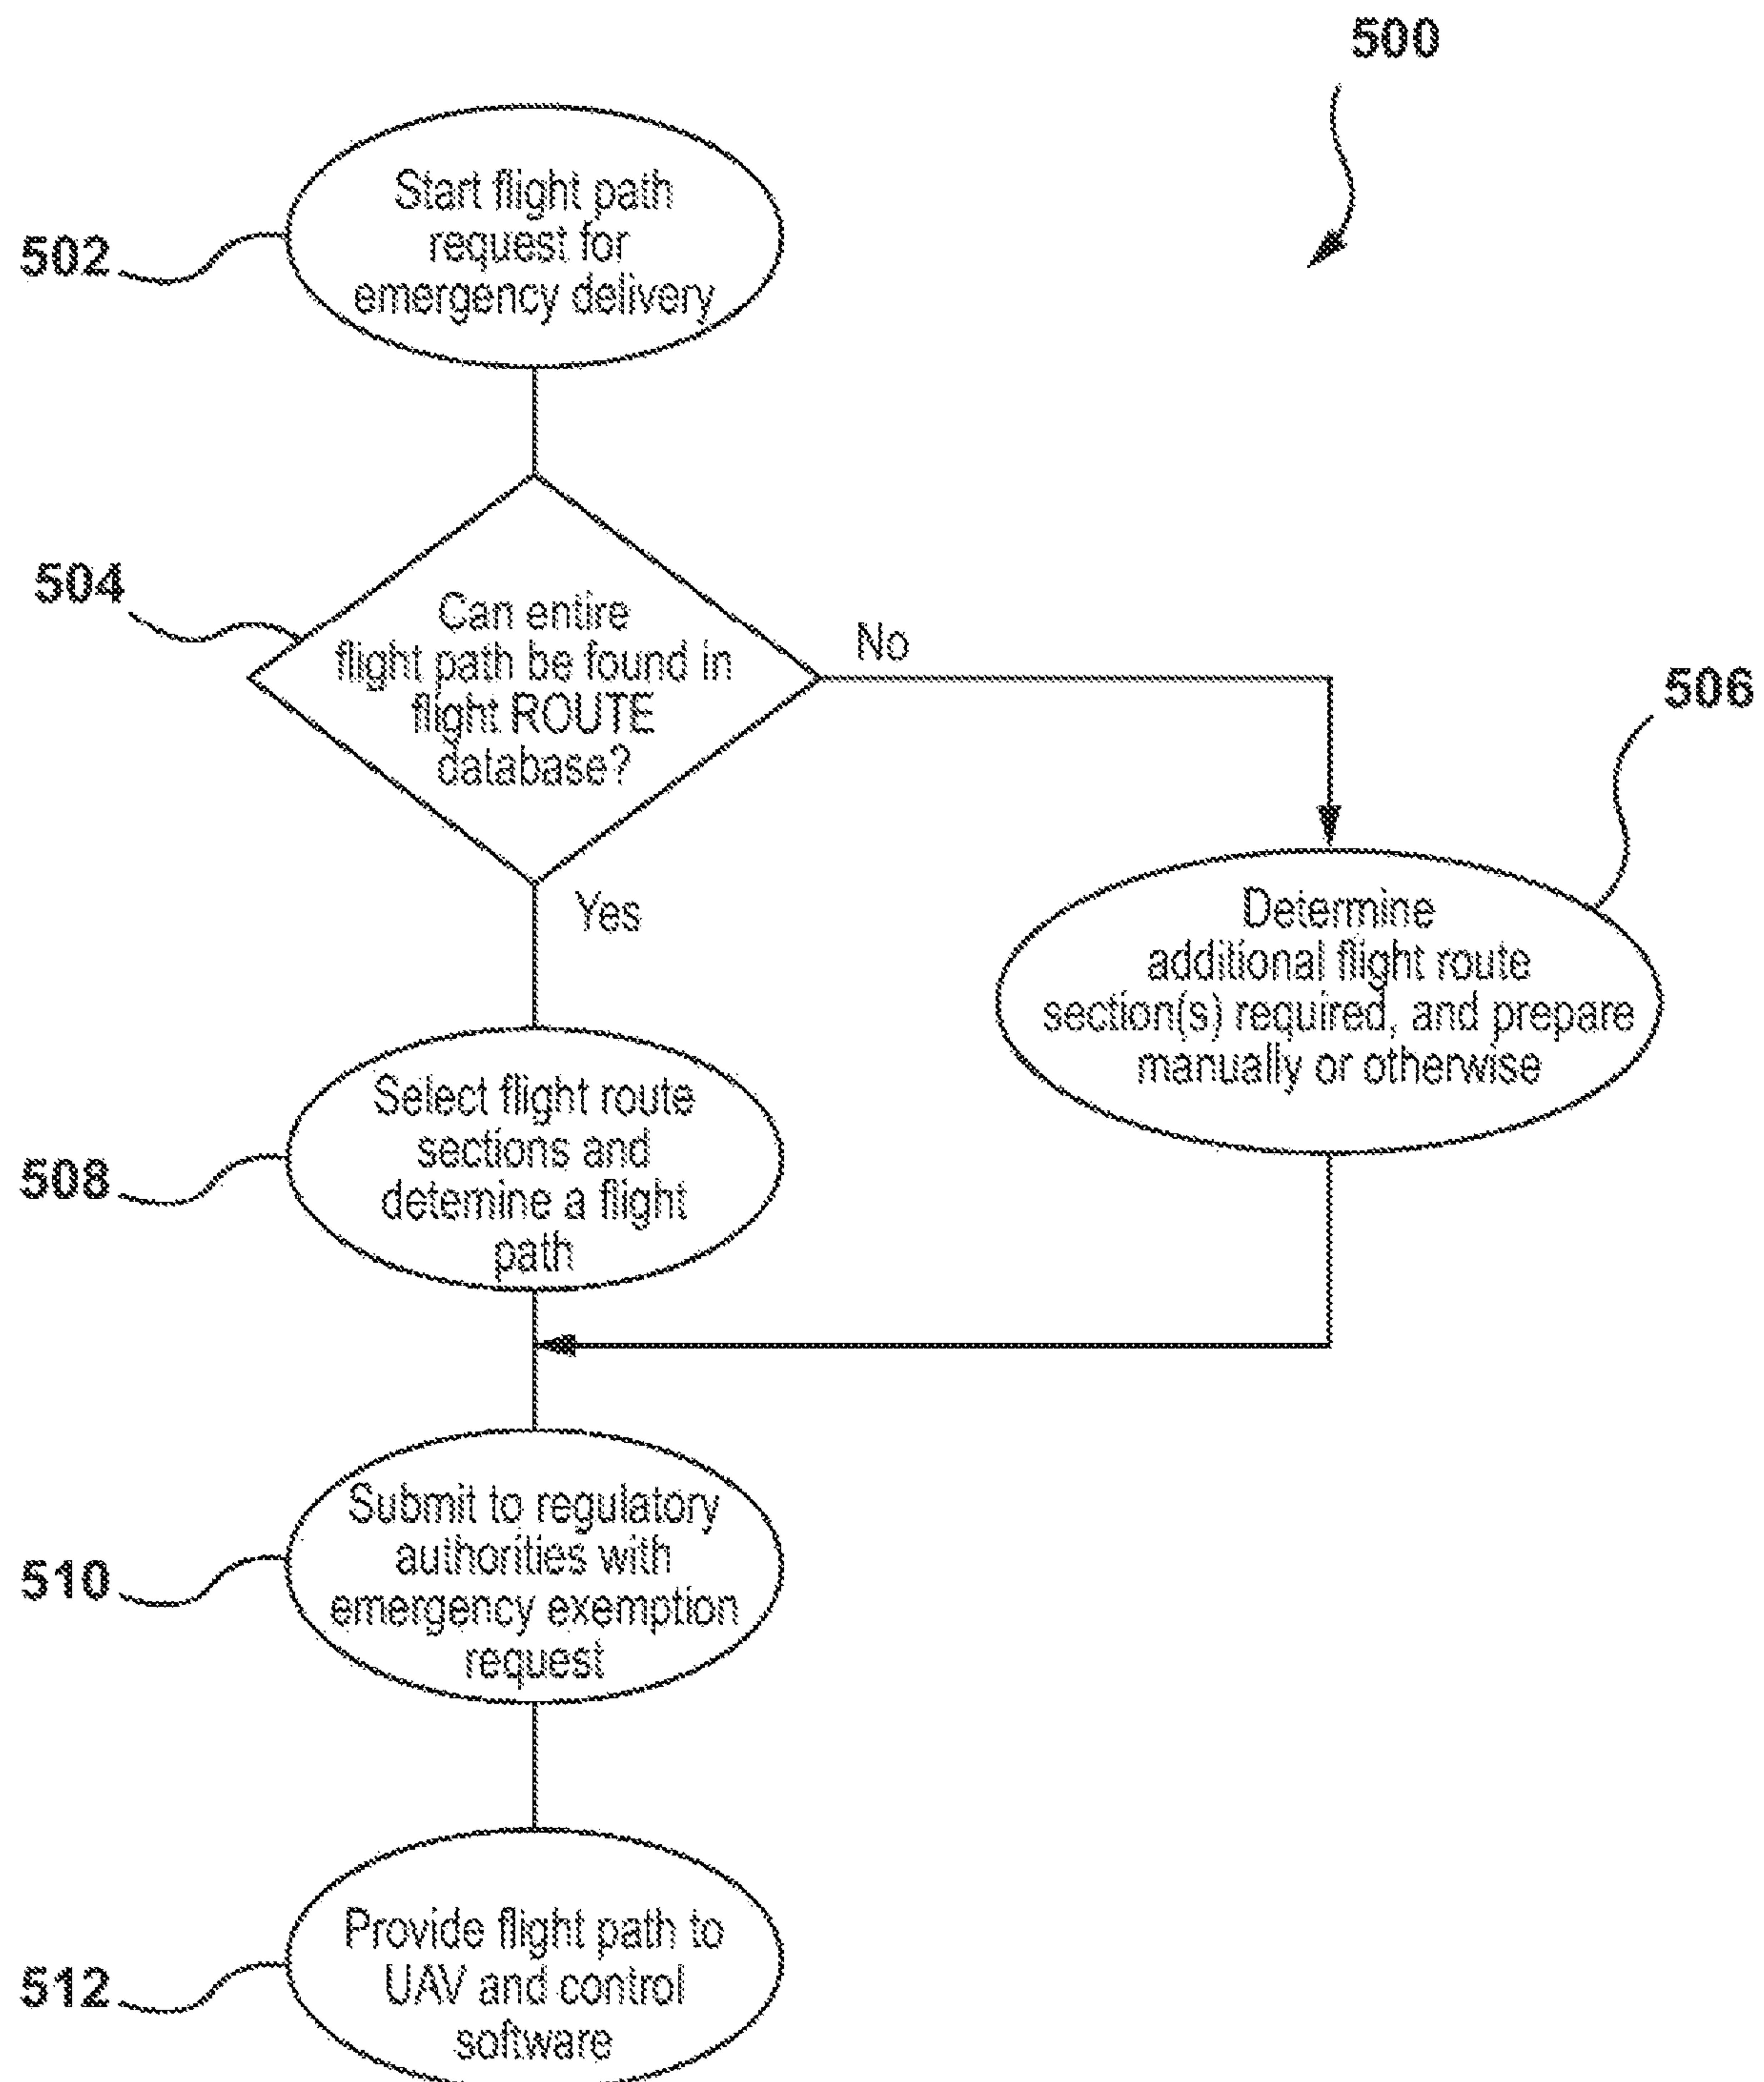 500
502
Start flight path
request for
emergency delivery
504
Can entire
flight path be found in
flight ROUTE
database?
No
506
Determine
additional flight route
section(s) required, and prepare
manually or otherwise
Yes
508
Select flight route
sections and
detemine a flight
path
510
Submit to regulatory
authorities with
emergency exemption
request
512
Provide flight path to
UAV and control
software